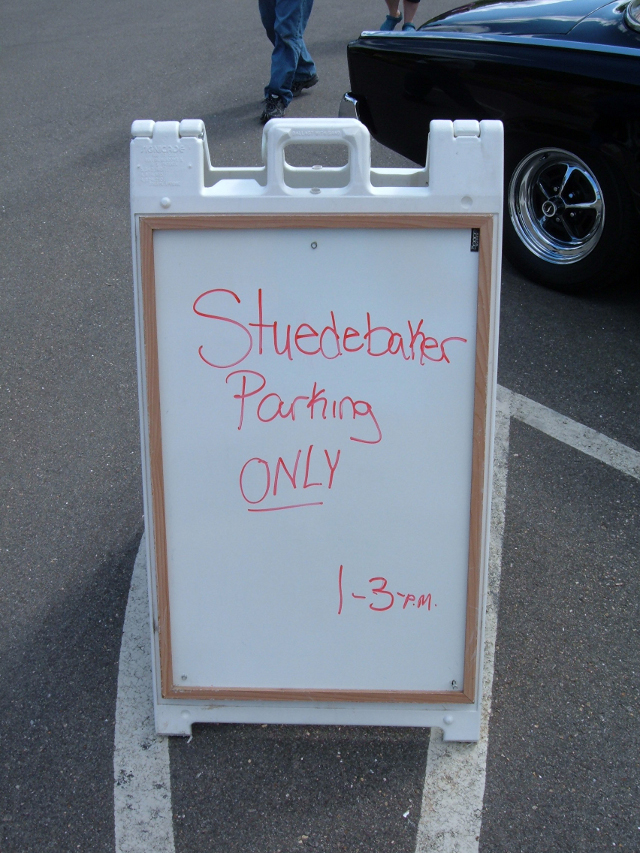 Stuedebaker
Parking
ONLY
1-3-P.M.